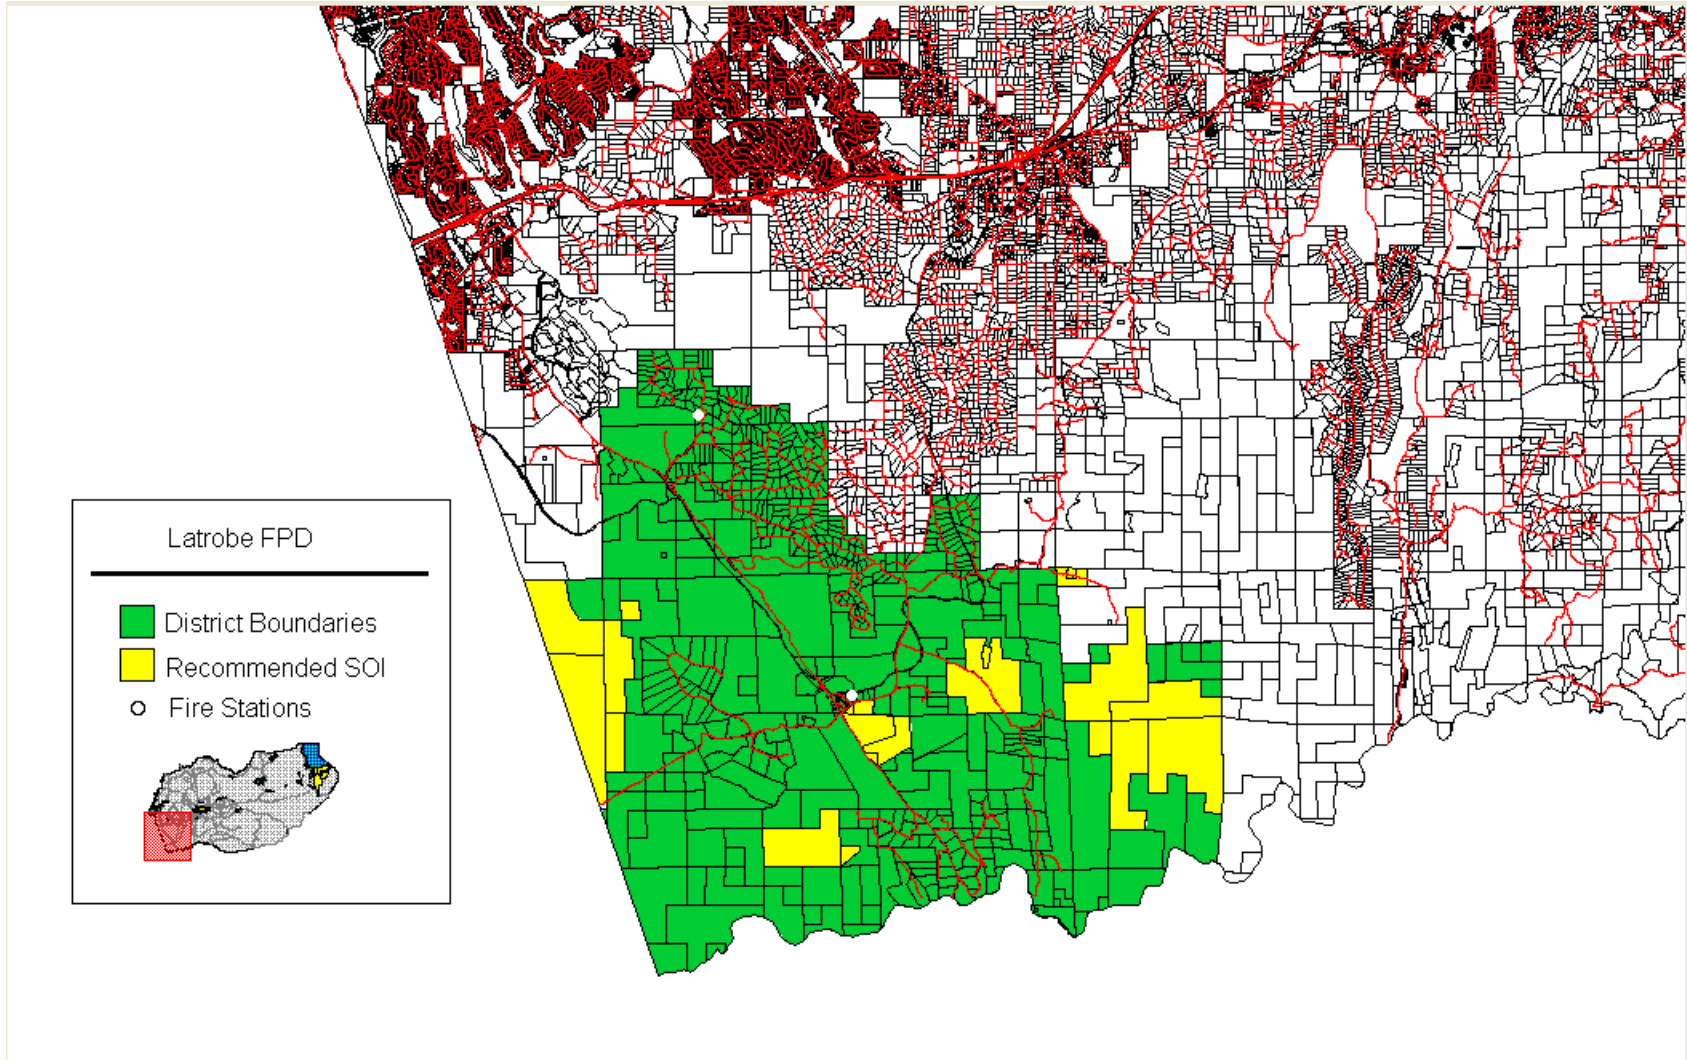 Latrobe FPD
District Boundaries
Recommended SOI
Fire Stations